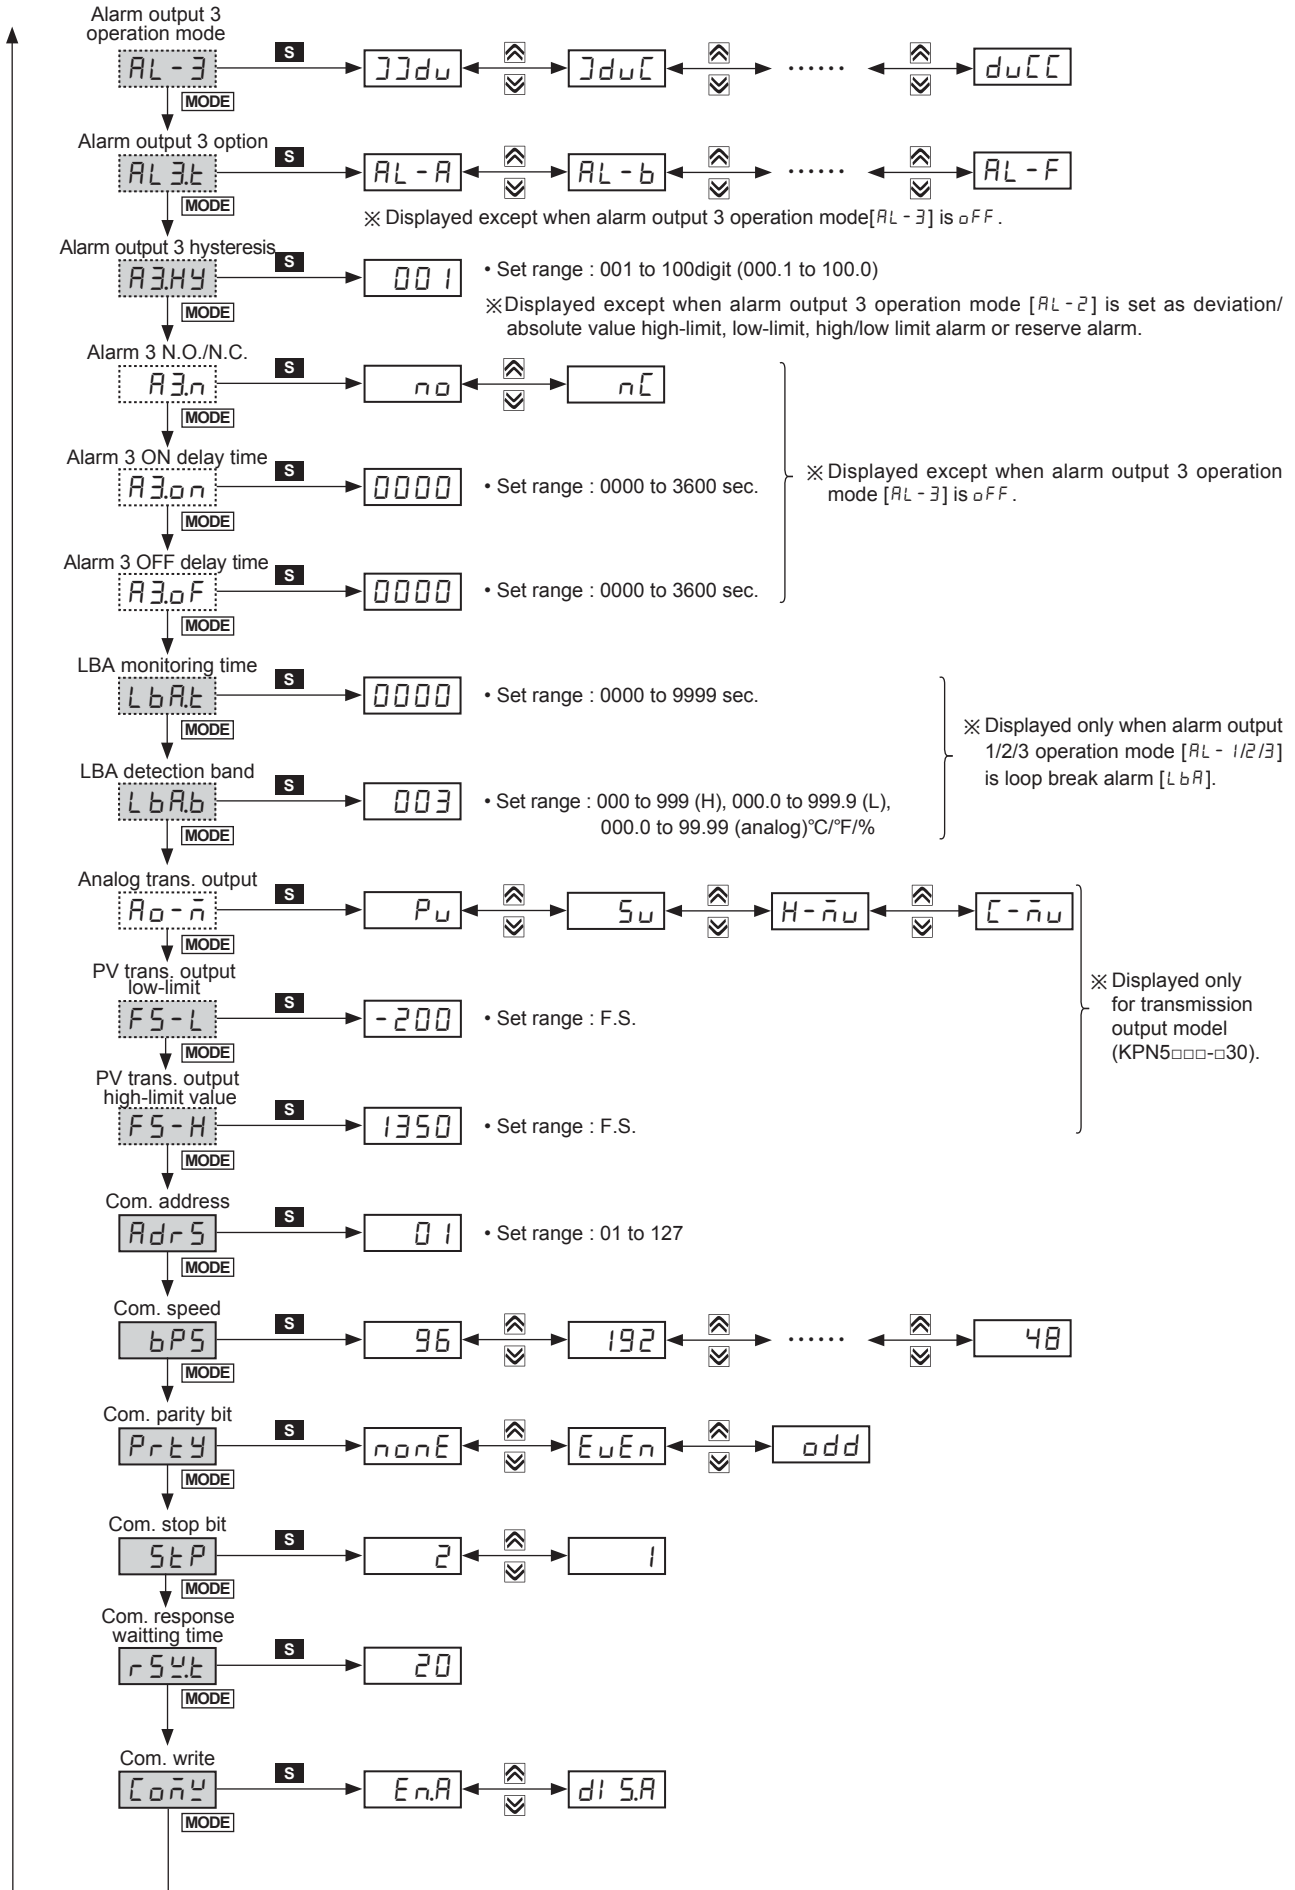 Alarm output 3
operation mode
AL-3 S ]]du ]duC ...... duCC
MODE
Alarm output 3 option
AL3.t S AL-A AL-b ...... AL-F
MODE
※ Displayed except when alarm output 3 operation mode[AL-3] is oFF.
Alarm output 3 hysteresis
A3.HY S 001 • Set range : 001 to 100digit (000.1 to 100.0)
MODE
※Displayed except when alarm output 3 operation mode [AL-2] is set as deviation/
absolute value high-limit, low-limit, high/low limit alarm or reserve alarm.
Alarm 3 N.O./N.C.
A3.n S no nC
MODE
Alarm 3 ON delay time
A3.on S 0000 • Set range : 0000 to 3600 sec.
MODE
※ Displayed except when alarm output 3 operation
mode [AL-3] is oFF.
Alarm 3 OFF delay time
A3.oF S 0000 • Set range : 0000 to 3600 sec.
MODE
LBA monitoring time
LbA.t S 0000 • Set range : 0000 to 9999 sec.
MODE
LBA detection band
LbA.b S 003 • Set range : 000 to 999 (H), 000.0 to 999.9 (L),
000.0 to 99.99 (analog)°C/°F/%
MODE
※ Displayed only when alarm output
1/2/3 operation mode [AL-1/2/3]
is loop break alarm [LbA].
Analog trans. output
Ao-m S Pu Su H-mu C-mu
MODE
PV trans. output
low-limit
FS-L S -200 • Set range : F.S.
MODE
※ Displayed only
for transmission
output model
(KPN5□□□-□30).
PV trans. output
high-limit value
FS-H S 1350 • Set range : F.S.
MODE
Com. address
AdrS S 01 • Set range : 01 to 127
MODE
Com. speed
bPS S 96 192 ...... 48
MODE
Com. parity bit
PrtY S nonE EuEn odd
MODE
Com. stop bit
StP S 2 1
MODE
Com. response
waitting time
rSW.t S 20
MODE
Com. write
ComW S En.A dIS.A
MODE